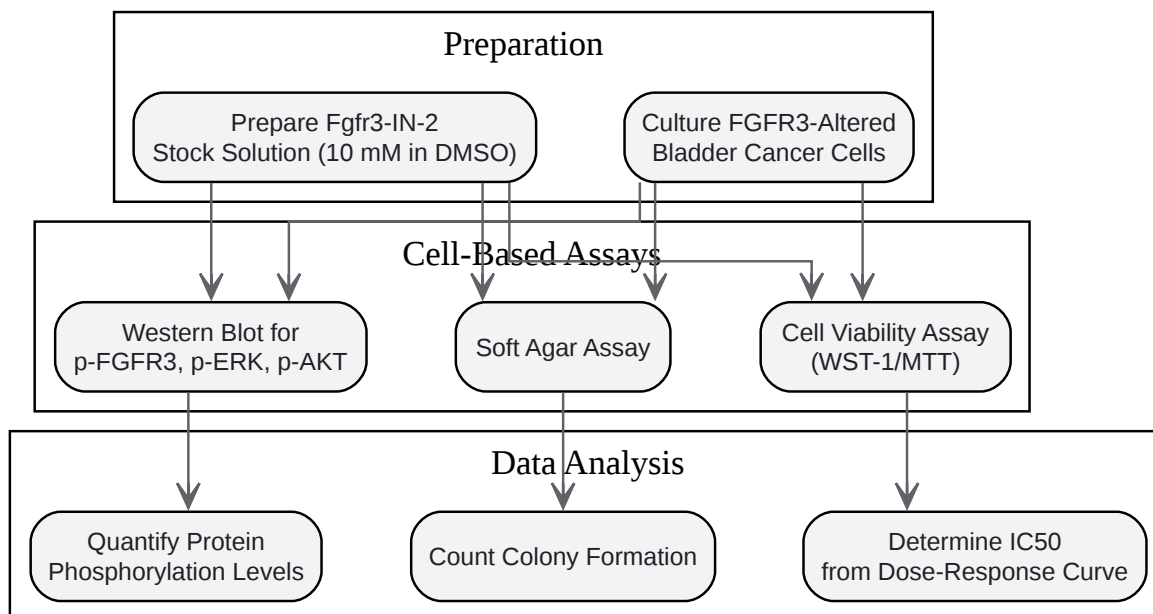 Preparation
Prepare Fgfr3-IN-2
Stock Solution (10 mM in DMSO)
Culture FGFR3-Altered
Bladder Cancer Cells
Cell-Based Assays
Western Blot for
p-FGFR3, p-ERK, p-AKT
Soft Agar Assay
Cell Viability Assay
(WST-1/MTT)
Data Analysis
Quantify Protein
Phosphorylation Levels
Count Colony Formation
Determine IC50
from Dose-Response Curve